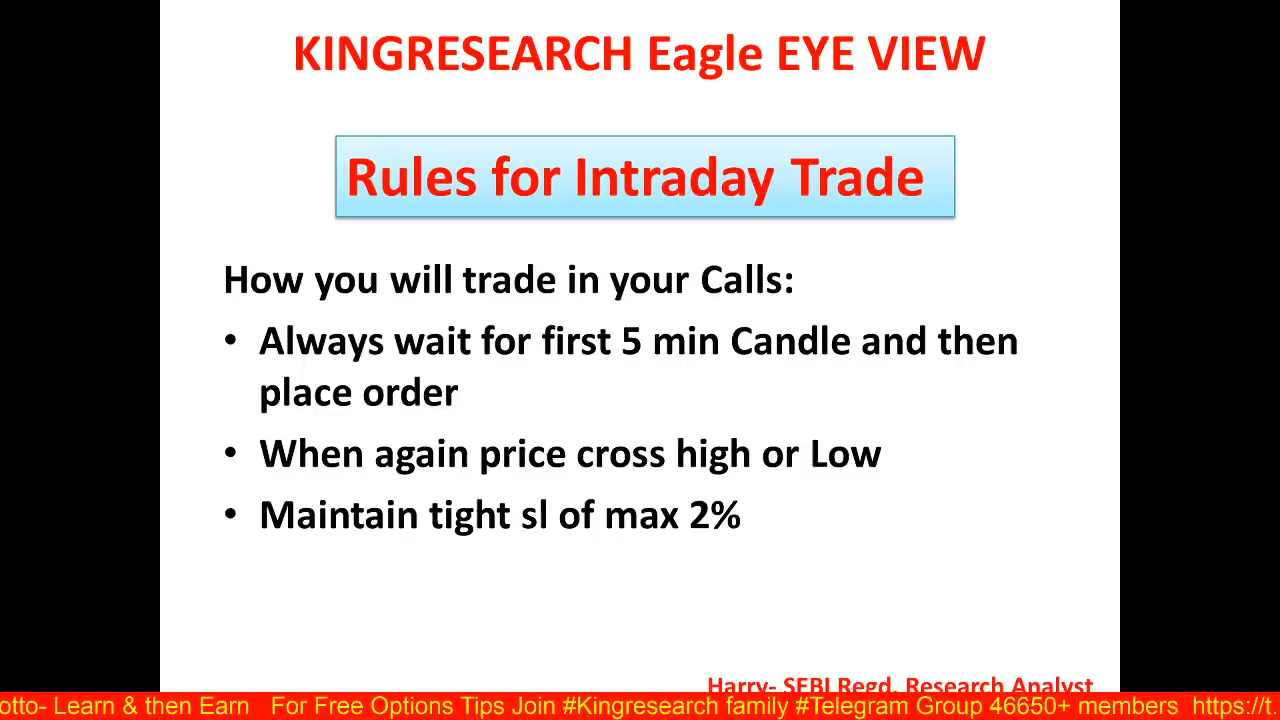 KINGRESEARCH Eagle EYE VIEW
Rules for Intraday Trade
How you will trade in your Calls:
• Always wait for first 5 min Candle and then
place order
• When again price cross high or Low
• Maintain tight sl of max 2%
Harry- SEBI Regd. Research Analyst
otto- Learn & then Earn For Free Options Tips Join #Kingresearch family #Telegram Group 46650+ members https://t.